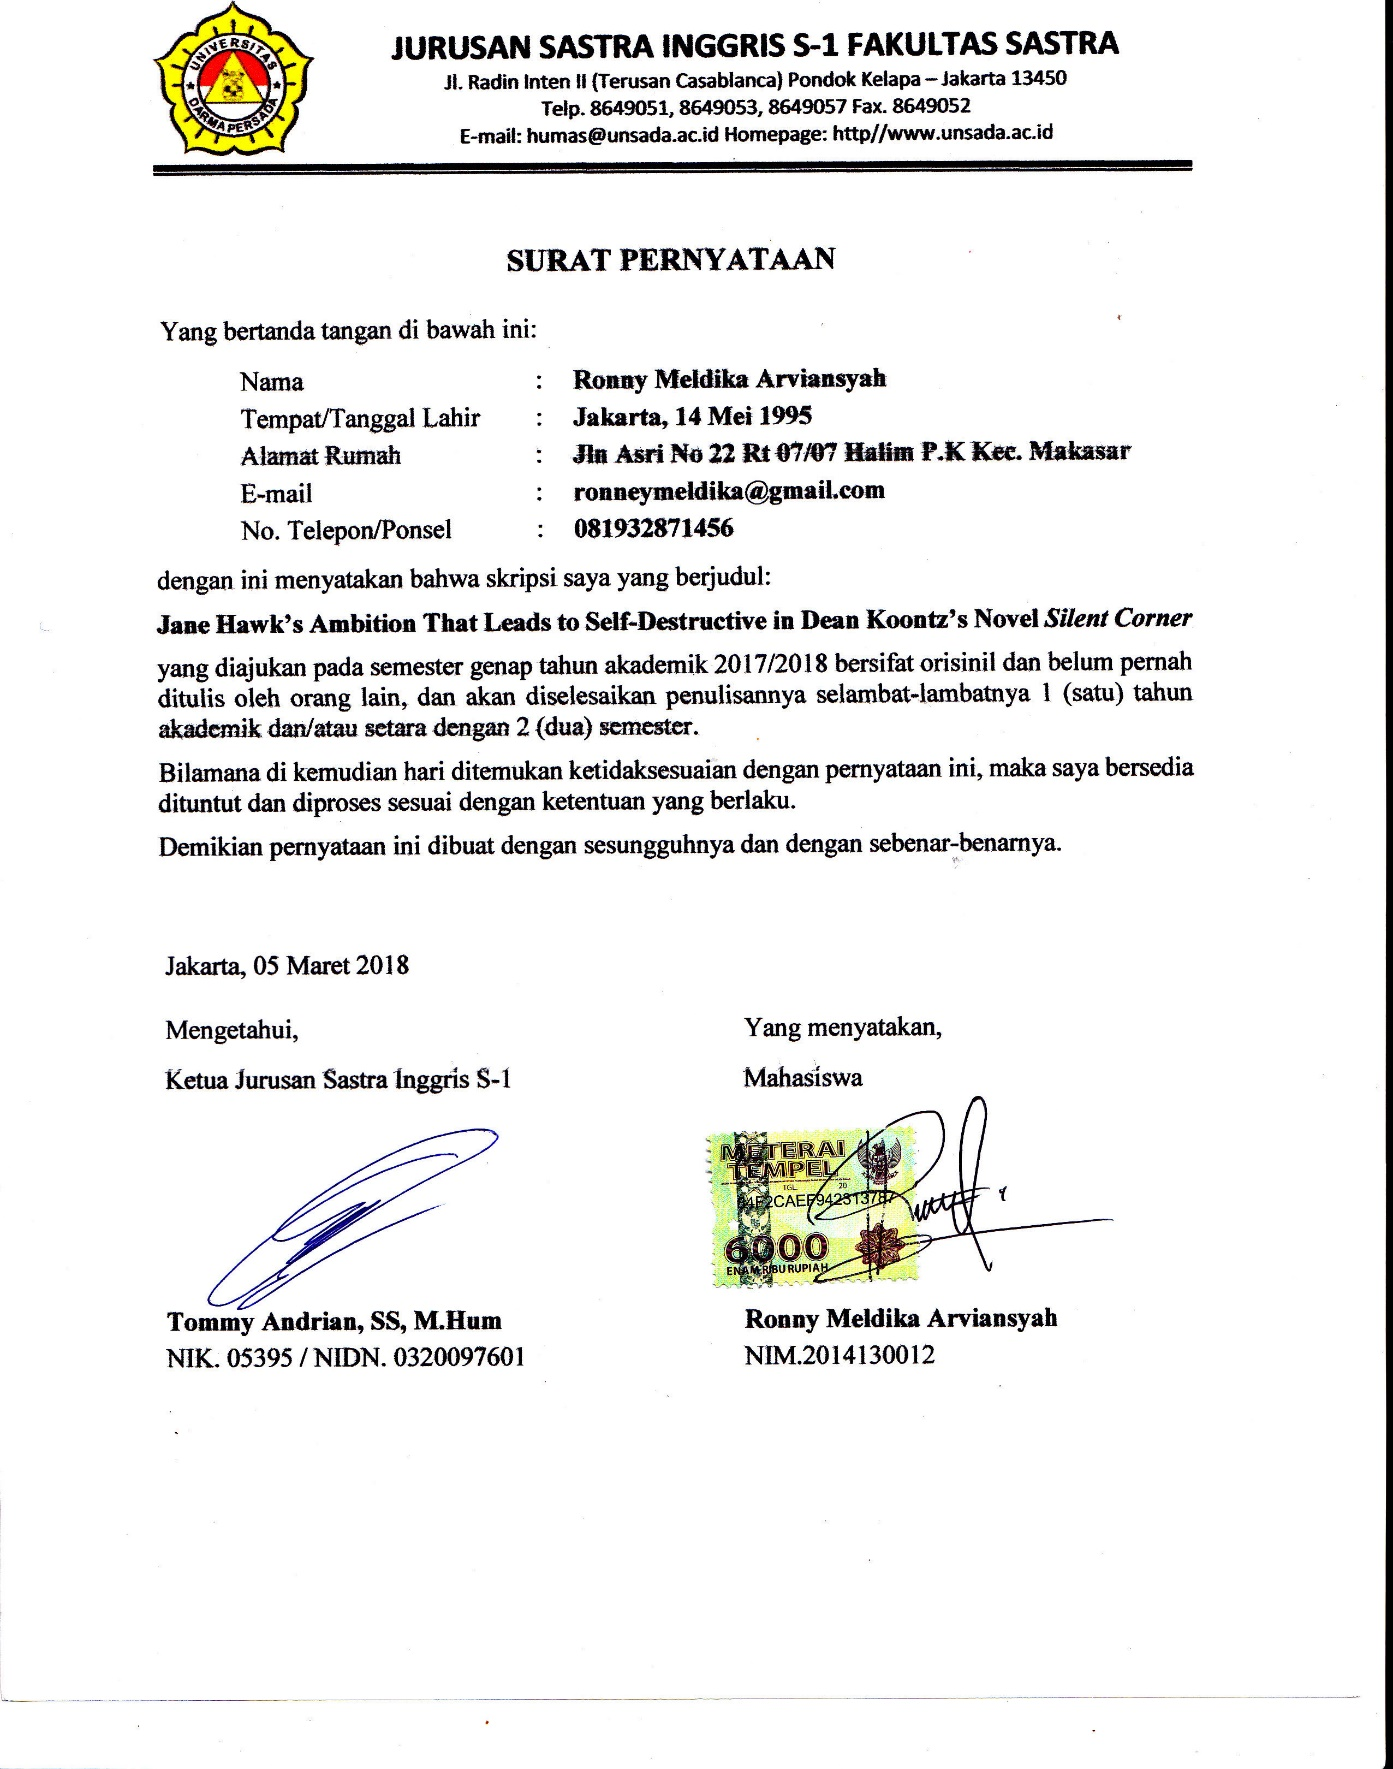 UNIVERSITAS DARMA PERSADA
JURUSAN SASTRA INGGRIS S-1 FAKULTAS SASTRA
Jl. Radin Inten II (Terusan Casablanca) Pondok Kelapa – Jakarta 13450
Telp. 8649051, 8649053, 8649057 Fax. 8649052
E-mail: humas@unsada.ac.id Homepage: http//www.unsada.ac.id
SURAT PERNYATAAN
Yang bertanda tangan di bawah ini:
Nama : Ronny Meldika Arviansyah
Tempat/Tanggal Lahir : Jakarta, 14 Mei 1995
Alamat Rumah : Jln Asri No 22 Rt 07/07 Halim P.K Kec. Makasar
E-mail : ronneymeldika@gmail.com
No. Telepon/Ponsel : 081932871456
dengan ini menyatakan bahwa skripsi saya yang berjudul:
Jane Hawk's Ambition That Leads to Self-Destructive in Dean Koontz's Novel Silent Corner
yang diajukan pada semester genap tahun akademik 2017/2018 bersifat orisinil dan belum pernah
ditulis oleh orang lain, dan akan diselesaikan penulisannya selambat-lambatnya 1 (satu) tahun
akademik dan/atau setara dengan 2 (dua) semester.
Bilamana di kemudian hari ditemukan ketidaksesuaian dengan pernyataan ini, maka saya bersedia
dituntut dan diproses sesuai dengan ketentuan yang berlaku.
Demikian pernyataan ini dibuat dengan sesungguhnya dan dengan sebenar-benarnya.
Jakarta, 05 Maret 2018
Mengetahui, Yang menyatakan,
Ketua Jurusan Sastra Inggris S-1 Mahasiswa
METERAI
TEMPEL
TGL 20
6000
ENAM RIBU RUPIAH
Tommy Andrian, SS, M.Hum Ronny Meldika Arviansyah
NIK. 05395 / NIDN. 0320097601 NIM.2014130012